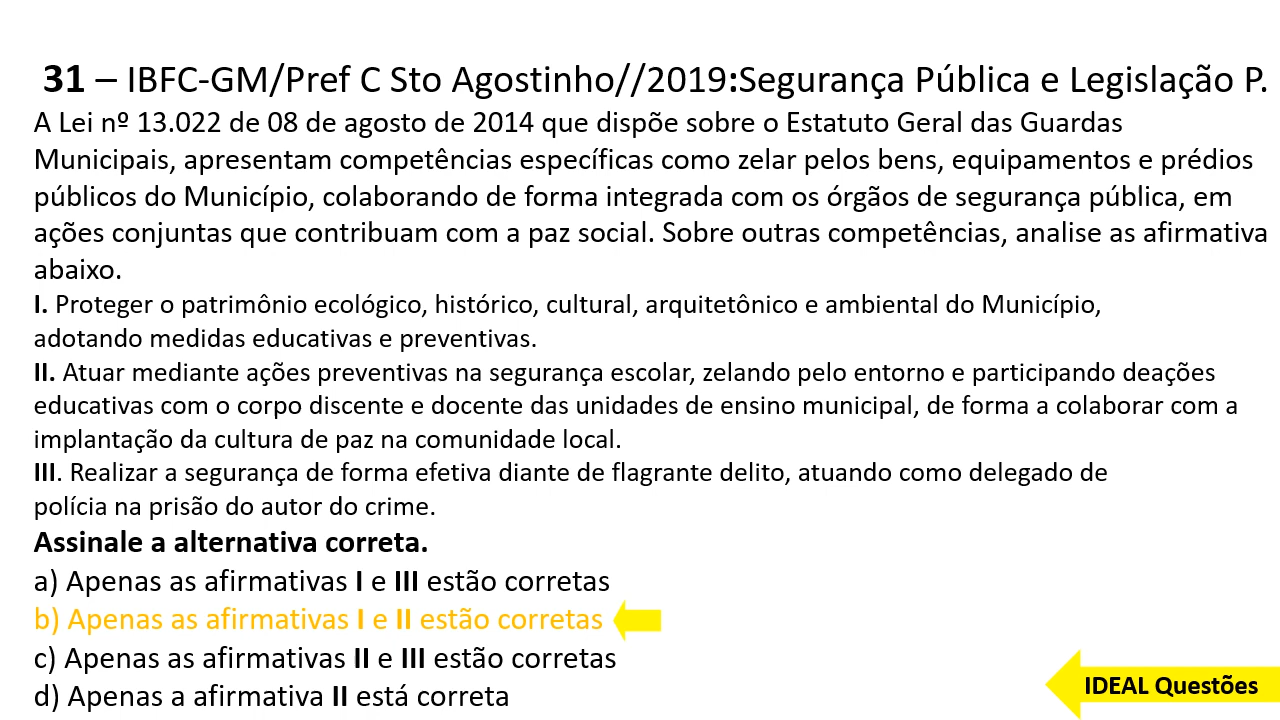 31 – IBFC-GM/Pref C Sto Agostinho//2019:Segurança Pública e Legislação P.
A Lei nº 13.022 de 08 de agosto de 2014 que dispõe sobre o Estatuto Geral das Guardas
Municipais, apresentam competências específicas como zelar pelos bens, equipamentos e prédios
públicos do Município, colaborando de forma integrada com os órgãos de segurança pública, em
ações conjuntas que contribuam com a paz social. Sobre outras competências, analise as afirmativa
abaixo.
I. Proteger o patrimônio ecológico, histórico, cultural, arquitetônico e ambiental do Município,
adotando medidas educativas e preventivas.
II. Atuar mediante ações preventivas na segurança escolar, zelando pelo entorno e participando deações
educativas com o corpo discente e docente das unidades de ensino municipal, de forma a colaborar com a
implantação da cultura de paz na comunidade local.
III. Realizar a segurança de forma efetiva diante de flagrante delito, atuando como delegado de
polícia na prisão do autor do crime.
Assinale a alternativa correta.
a) Apenas as afirmativas I e III estão corretas
b) Apenas as afirmativas I e II estão corretas
c) Apenas as afirmativas II e III estão corretas
d) Apenas a afirmativa II está correta
IDEAL Questões